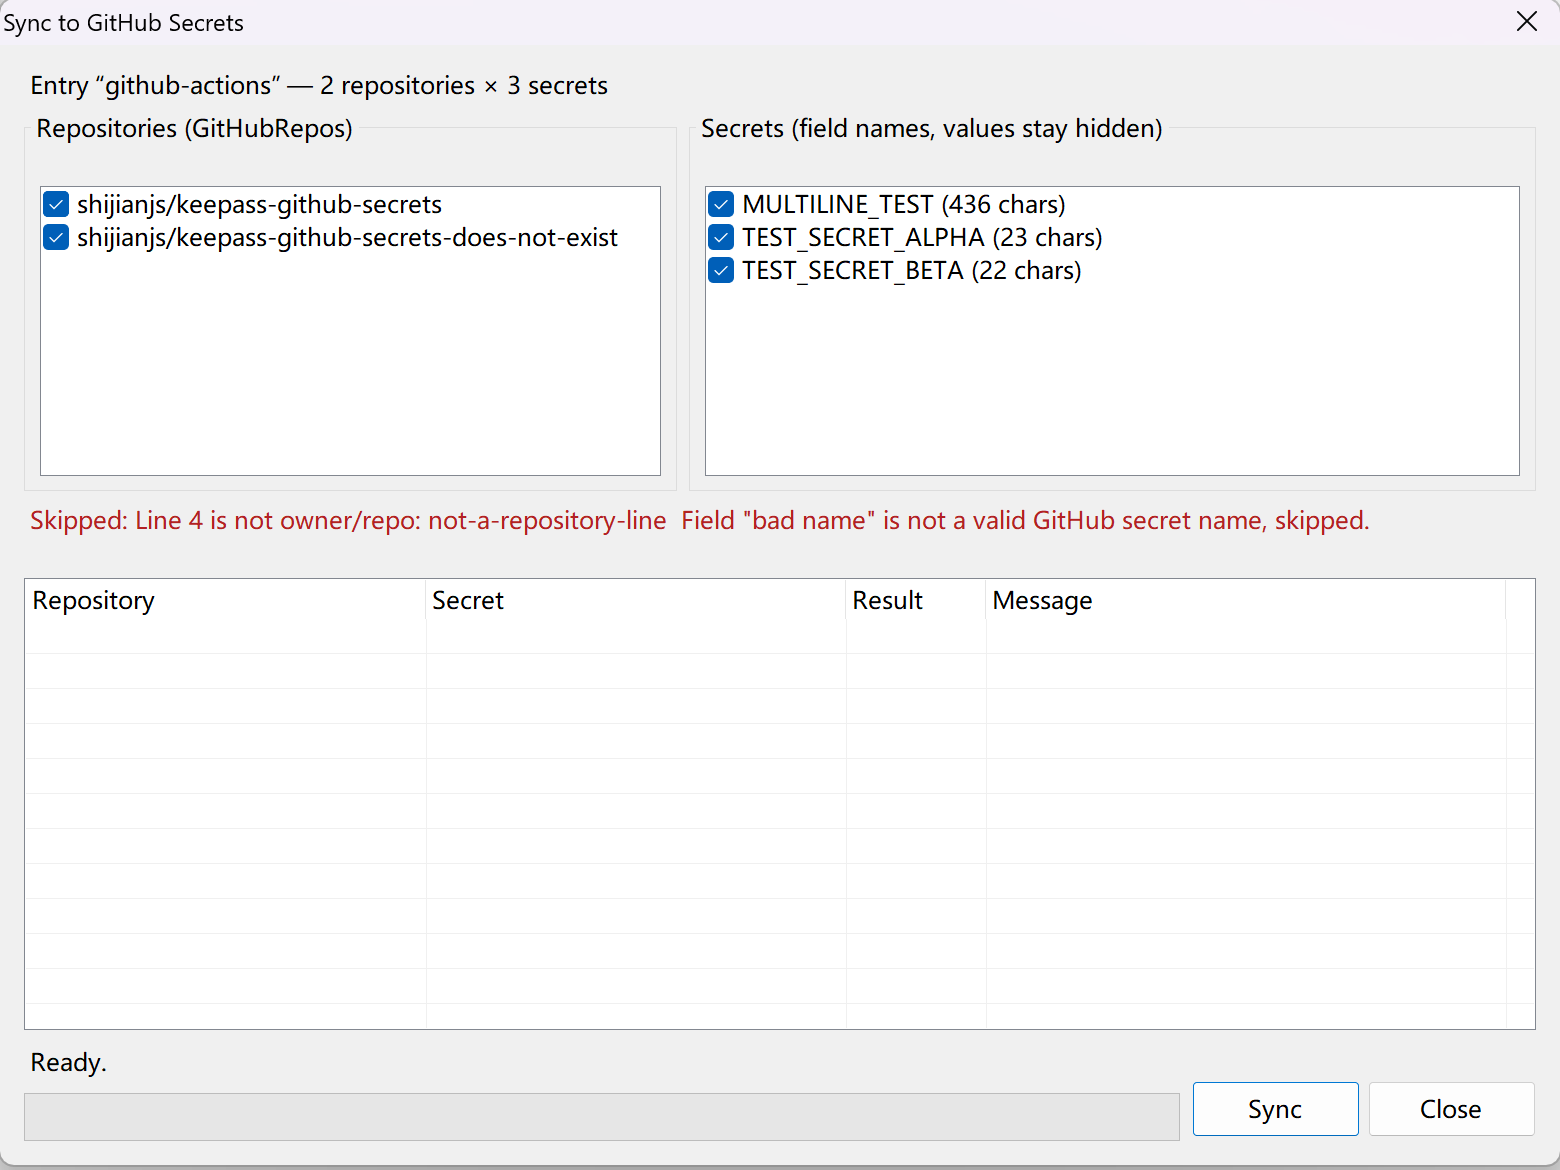 Sync to GitHub Secrets
Entry “github-actions” — 2 repositories × 3 secrets
Repositories (GitHubRepos)
shijianjs/keepass-github-secrets
shijianjs/keepass-github-secrets-does-not-exist
Secrets (field names, values stay hidden)
MULTILINE_TEST (436 chars)
TEST_SECRET_ALPHA (23 chars)
TEST_SECRET_BETA (22 chars)
Skipped: Line 4 is not owner/repo: not-a-repository-line  Field "bad name" is not a valid GitHub secret name, skipped.
Repository Secret Result Message
Ready.
Sync Close